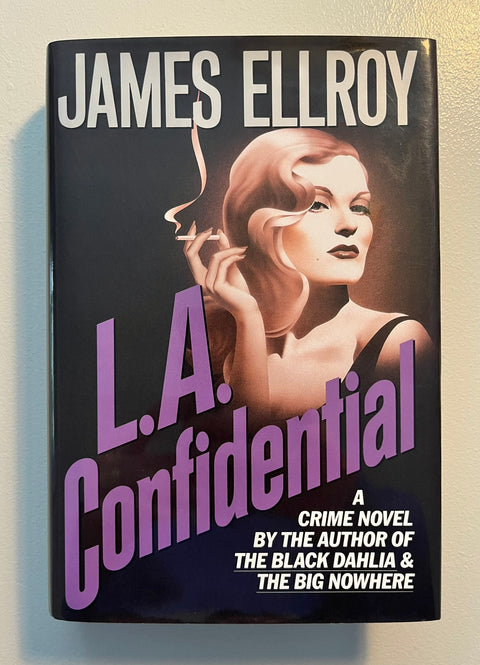 JAMES ELLROY
L.A.
Confidential
A
CRIME NOVEL
BY THE AUTHOR OF
THE BLACK DAHLIA &
THE BIG NOWHERE